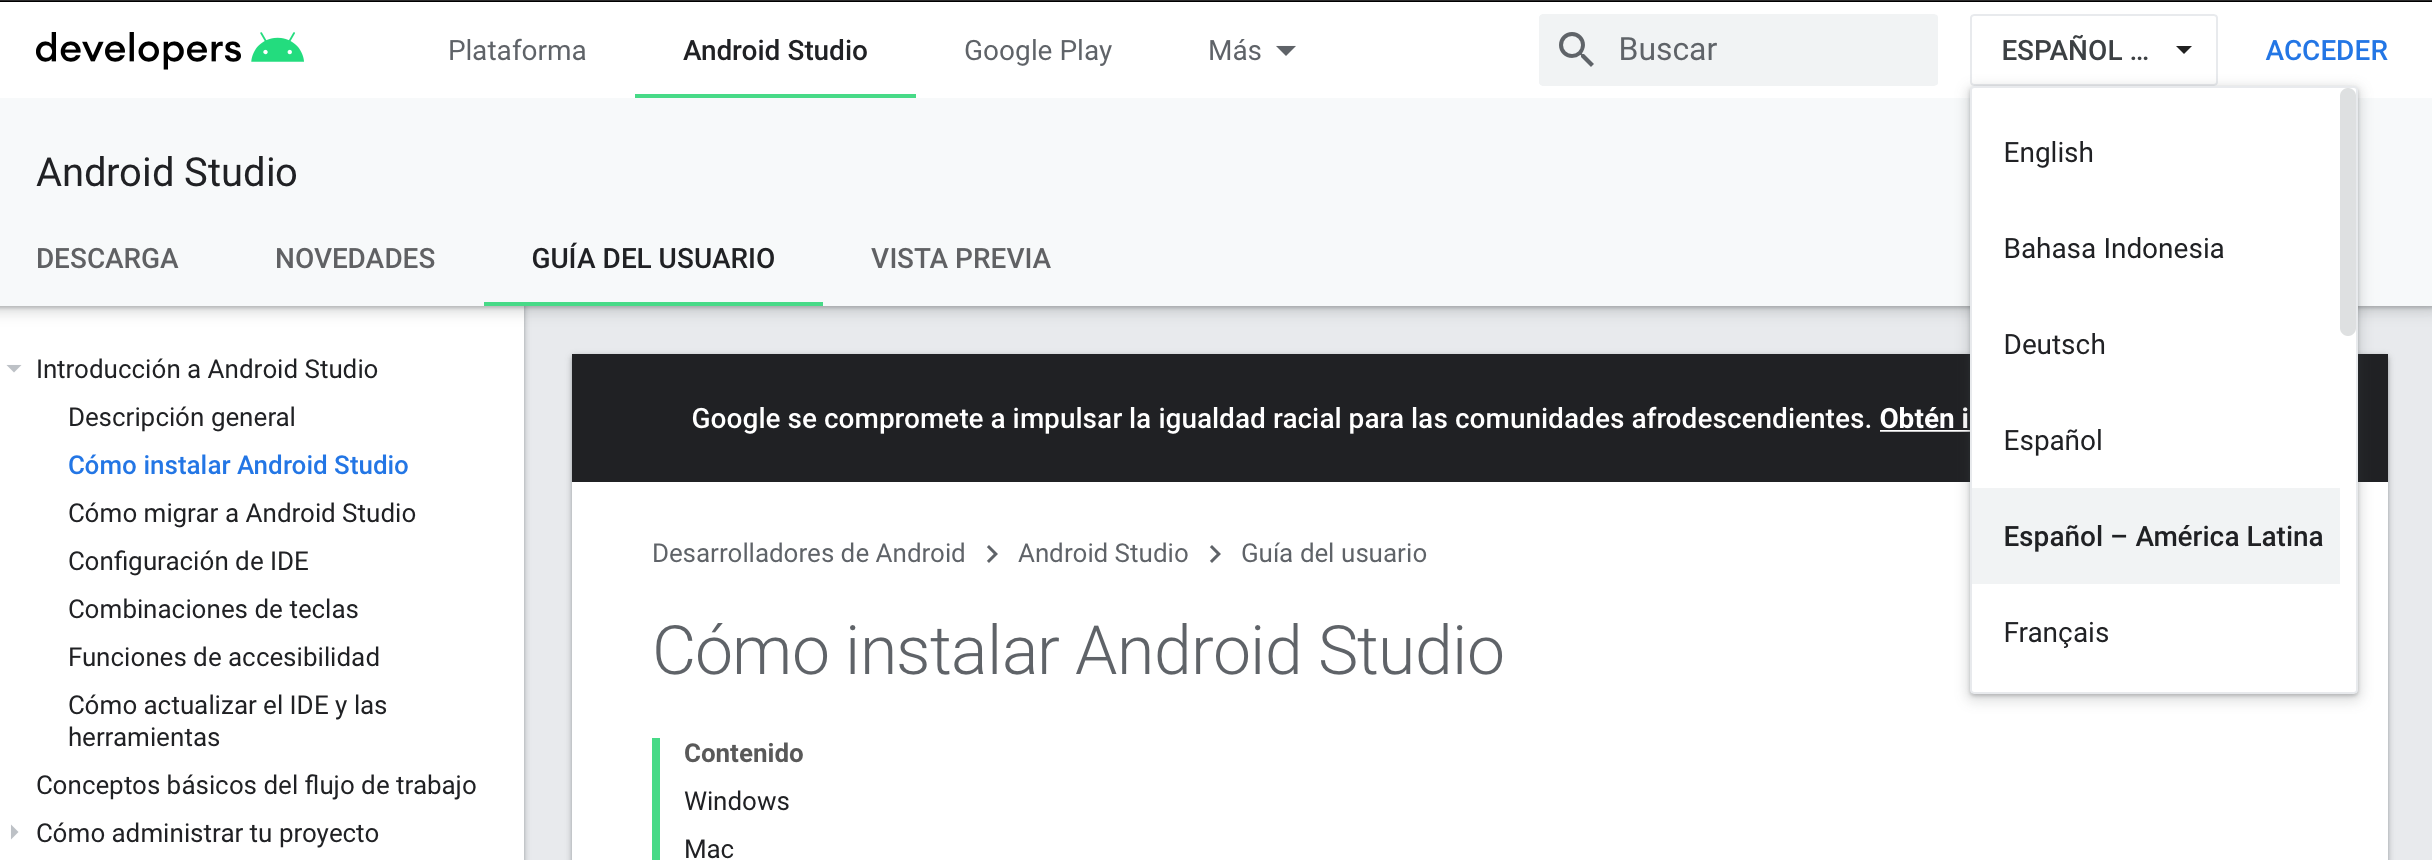 developers
Plataforma
Android Studio
Google Play
Más
Buscar
ESPAÑOL ...
ACCEDER
English
Bahasa Indonesia
Deutsch
Español
Español – América Latina
Français
Android Studio
DESCARGA
NOVEDADES
GUÍA DEL USUARIO
VISTA PREVIA
Introducción a Android Studio
Descripción general
Cómo instalar Android Studio
Cómo migrar a Android Studio
Configuración de IDE
Combinaciones de teclas
Funciones de accesibilidad
Cómo actualizar el IDE y las
herramientas
Conceptos básicos del flujo de trabajo
Cómo administrar tu proyecto
Google se compromete a impulsar la igualdad racial para las comunidades afrodescendientes. Obtén i
Desarrolladores de Android > Android Studio > Guía del usuario
Cómo instalar Android Studio
Contenido
Windows
Mac